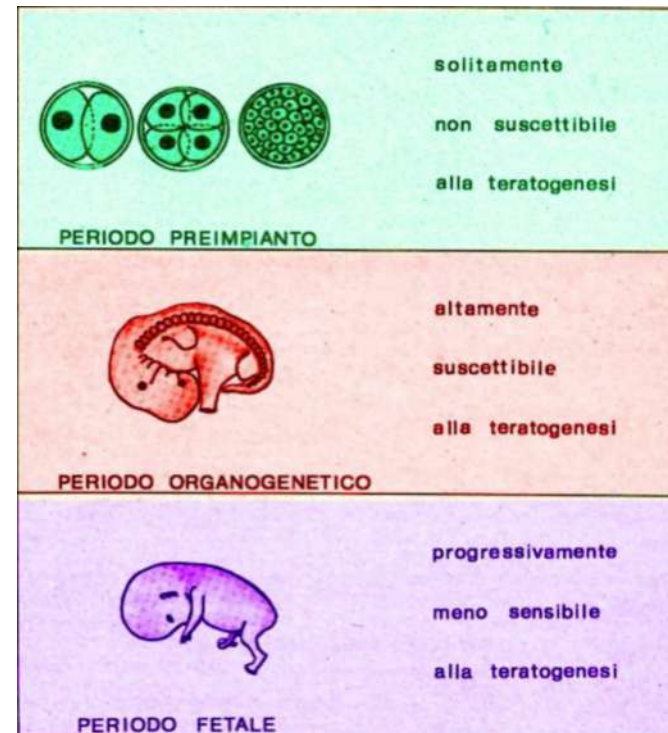 solitamente
non suscettibile
alla teratogenesi
PERIODO PREIMPIANTO
altamente
suscettibile
alla teratogenesi
PERIODO ORGANOGENETICO
progressivamente
meno sensibile
alla teratogenesi
PERIODO FETALE